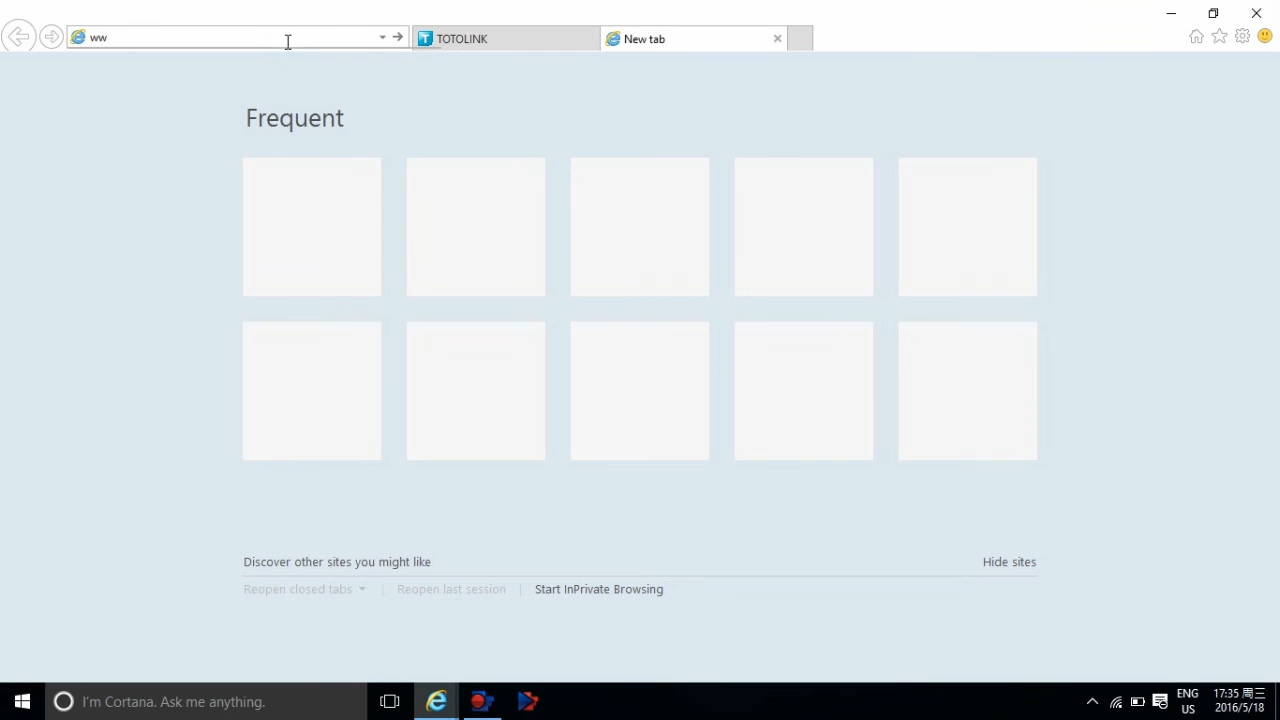 ww
TOTOLINK
New tab
Frequent
Discover other sites you might like
Hide sites
Reopen closed tabs
Reopen last session
Start InPrivate Browsing
I'm Cortana. Ask me anything.
ENG
US
17:35 周三
2016/5/18